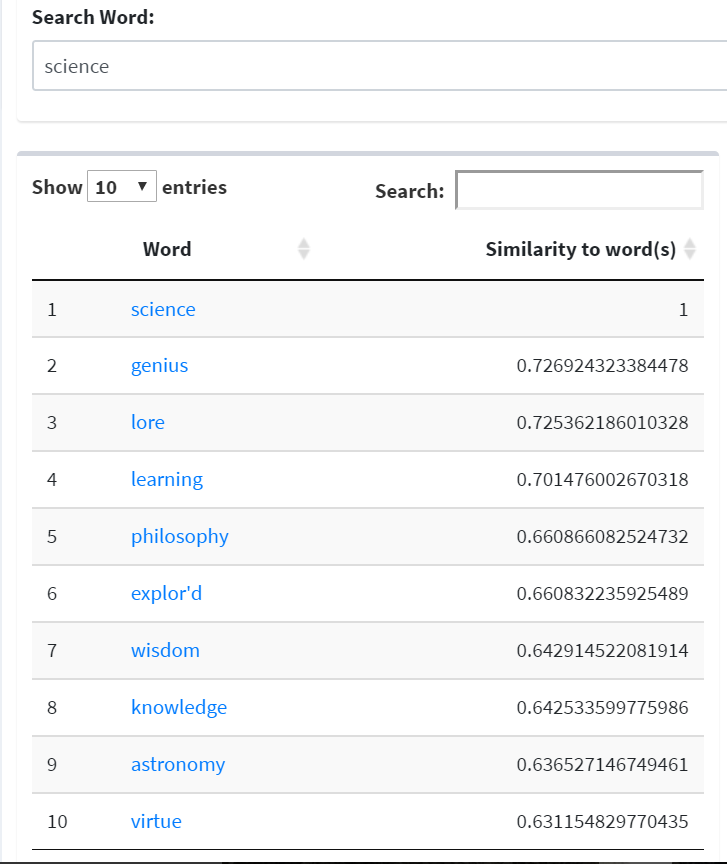 Search Word:
science
Show 10 entries
Search:
Word Similarity to word(s)
1 science 1
2 genius 0.726924323384478
3 lore 0.725362186010328
4 learning 0.701476002670318
5 philosophy 0.660866082524732
6 explor'd 0.660832235925489
7 wisdom 0.642914522081914
8 knowledge 0.642533599775986
9 astronomy 0.636527146749461
10 virtue 0.631154829770435